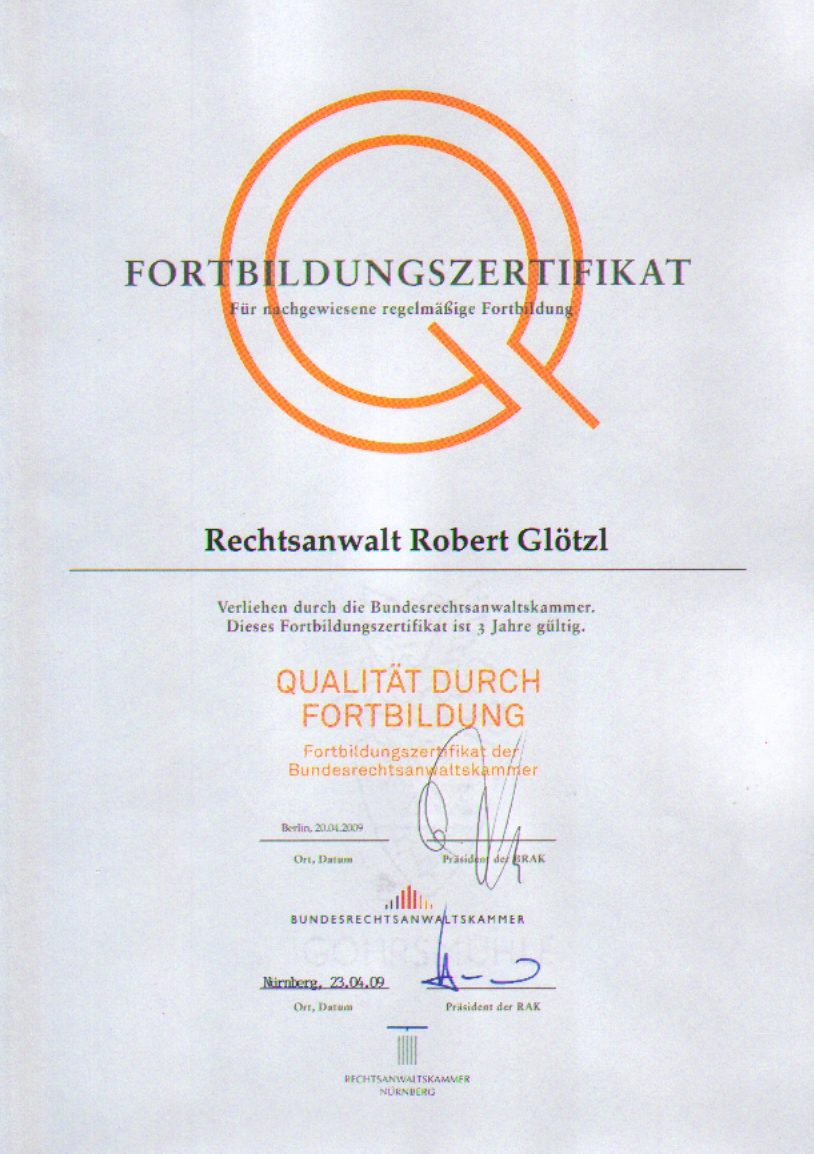 FORTBILDUNGSZERTIFIKAT
Für nachgewiesene regelmäßige Fortbildung
Rechtsanwalt Robert Glötzl
Verliehen durch die Bundesrechtsanwaltskammer.
Dieses Fortbildungszertifikat ist 3 Jahre gültig.
QUALITÄT DURCH
FORTBILDUNG
Fortbildungszertifikat der
Bundesrechtsanwaltskammer
Berlin, 20.04.2009
Ort, Datum
Präsident der BRAK
BUNDESRECHTSANWALTSKAMMER
GOHRSMÜHLE
Nürnberg, 23.04.09
Ort, Datum
Präsident der RAK
RECHTSANWALTSKAMMER
NÜRNBERG